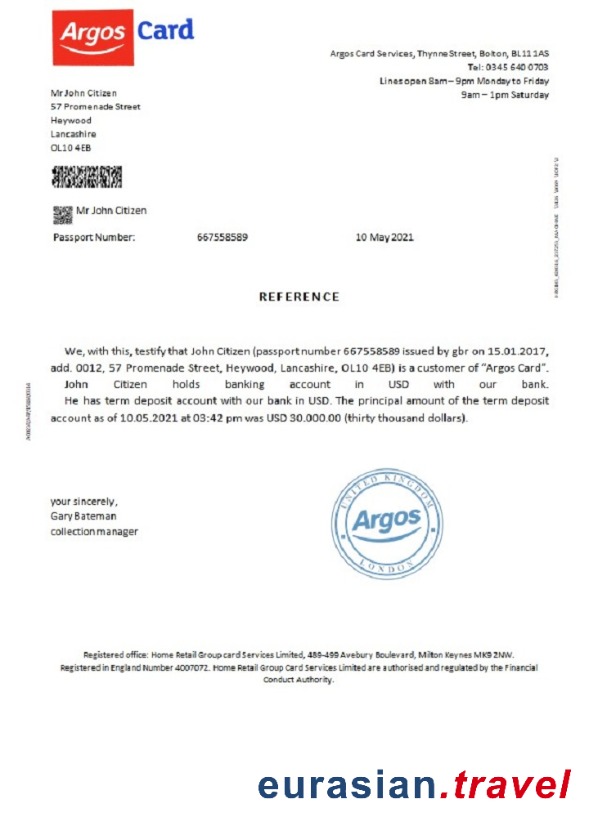 Argos Card
Argos Card Services, Thynne Street, Bolton, BL11 1AS
Tel: 0345 640 0703
Lines open 8am – 9pm Monday to Friday
9am – 1pm Saturday
Mr John Citizen
57 Promenade Street
Heywood
Lancashire
OL10 4EB
Mr John Citizen
Passport Number: 667558589 10 May 2021
REFERENCE
We, with this, testify that John Citizen (passport number 667558589 issued by gbr on 15.01.2017,
add. 0012, 57 Promenade Street, Heywood, Lancashire, OL10 4EB) is a customer of “Argos Card”.
John Citizen holds banking account in USD with our bank.
He has term deposit account with our bank in USD. The principal amount of the term deposit
account as of 10.05.2021 at 03:42 pm was USD 30.000.00 (thirty thousand dollars).
your sincerely,
Gary Bateman
collection manager
UNITED KINGDOM
Argos
LONDON
Registered office: Home Retail Group card Services Limited, 489-499 Avebury Boulevard, Milton Keynes MK9 2NW.
Registered in England Number 4007072. Home Retail Group Card Services Limited are authorised and regulated by the Financial
Conduct Authority.
eurasian.travel